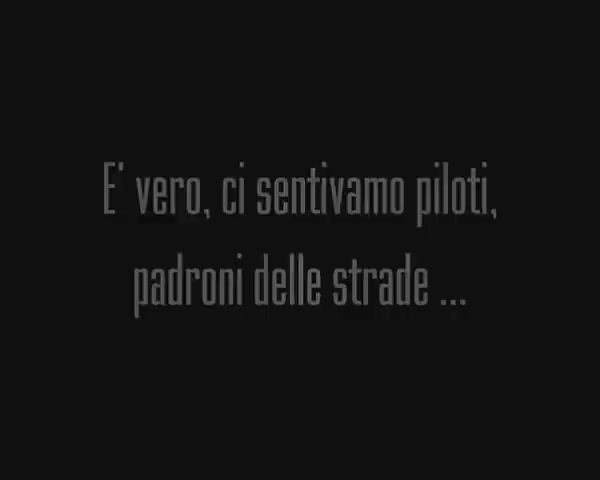 E' vero, ci sentivamo piloti,
padroni delle strade ...